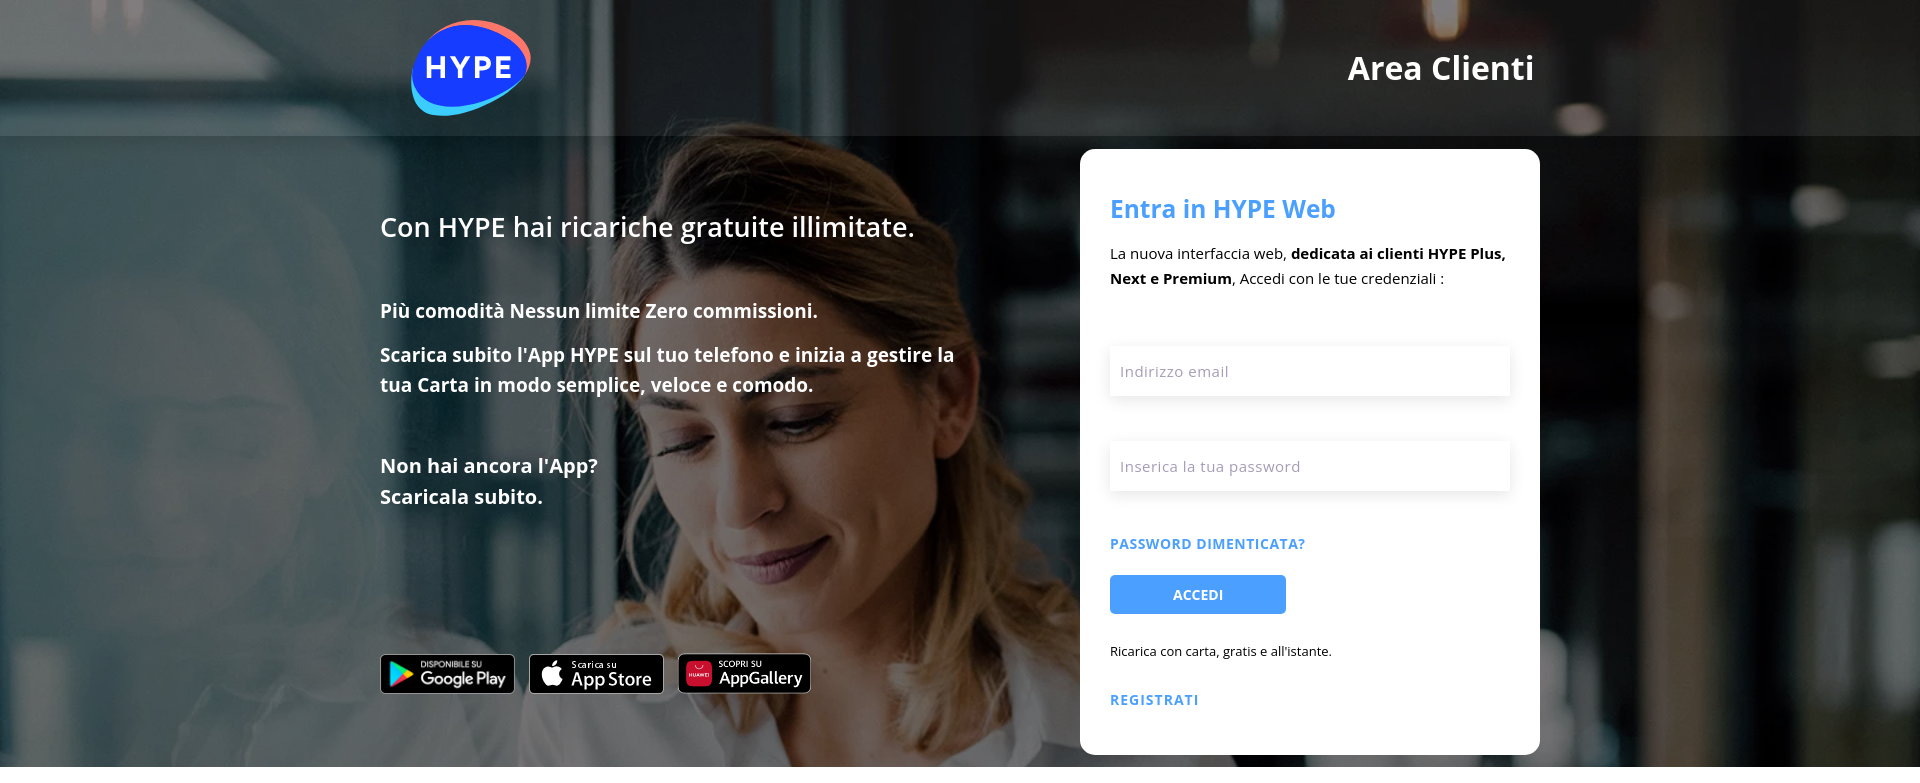 HYPE
Area Clienti
Con HYPE hai ricariche gratuite illimitate.
Più comodità Nessun limite Zero commissioni.
Scarica subito l'App HYPE sul tuo telefono e inizia a gestire la
tua Carta in modo semplice, veloce e comodo.
Non hai ancora l'App?
Scaricala subito.
DISPONIBILE SU
Google Play
Scarica su
App Store
HUAWEI
SCOPRI SU
AppGallery
Entra in HYPE Web
La nuova interfaccia web, dedicata ai clienti HYPE Plus,
Next e Premium, Accedi con le tue credenziali :
Indirizzo email
Inserica la tua password
PASSWORD DIMENTICATA?
ACCEDI
Ricarica con carta, gratis e all'istante.
REGISTRATI